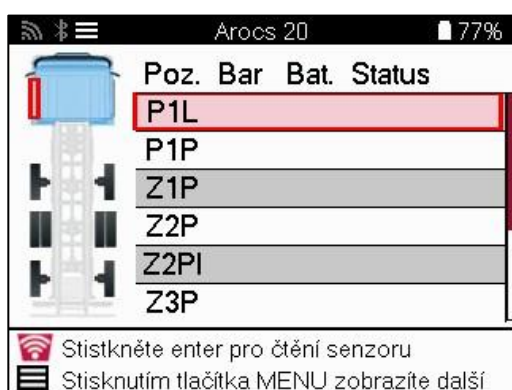 Arocs 20 77%
Poz. Bar Bat. Status
P1L
P1P
Z1P
Z2P
Z2PI
Z3P
Stistkněte enter pro čtění senzoru
Stisknutím tlačítka MENU zobrazíte další